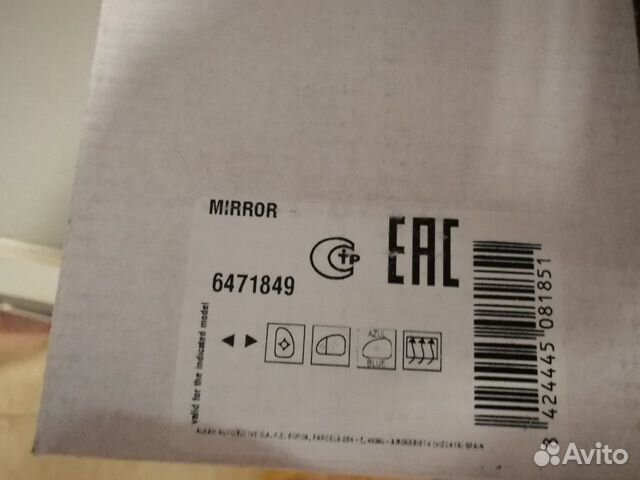 MIRROR
EAC
6471849
valid for the indicated model
AZUL
BLUE
8 424445 081851
Avito